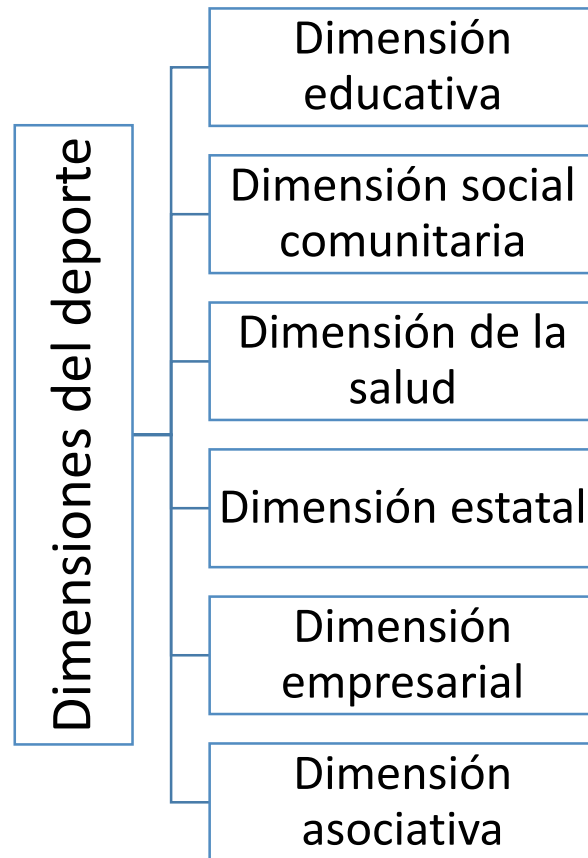 Dimensiones del deporte
Dimensión
educativa
Dimensión social
comunitaria
Dimensión de la
salud
Dimensión estatal
Dimensión
empresarial
Dimensión
asociativa